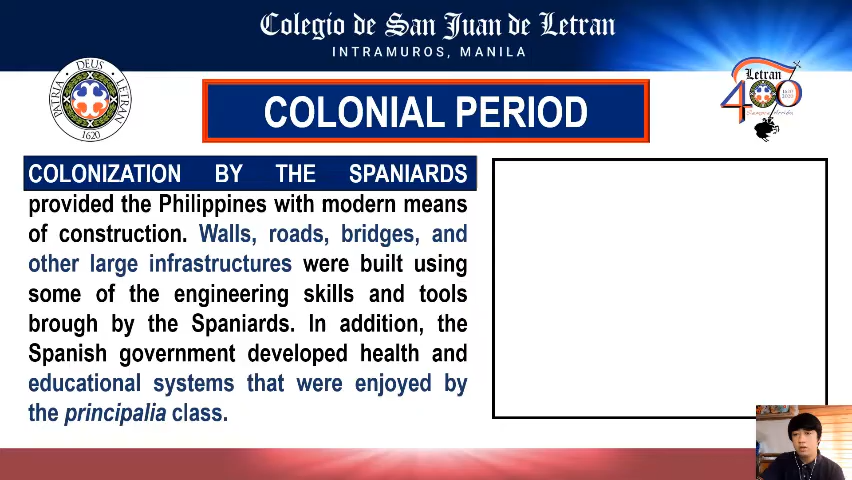 Colegio de San Juan de Letran
INTRAMUROS, MANILA
DEUS
PATRIA
LETRAN
1620
Letran
400
COLONIAL PERIOD
COLONIZATION BY THE SPANIARDS
provided the Philippines with modern means
of construction. Walls, roads, bridges, and
other large infrastructures were built using
some of the engineering skills and tools
brough by the Spaniards. In addition, the
Spanish government developed health and
educational systems that were enjoyed by
the principalia class.